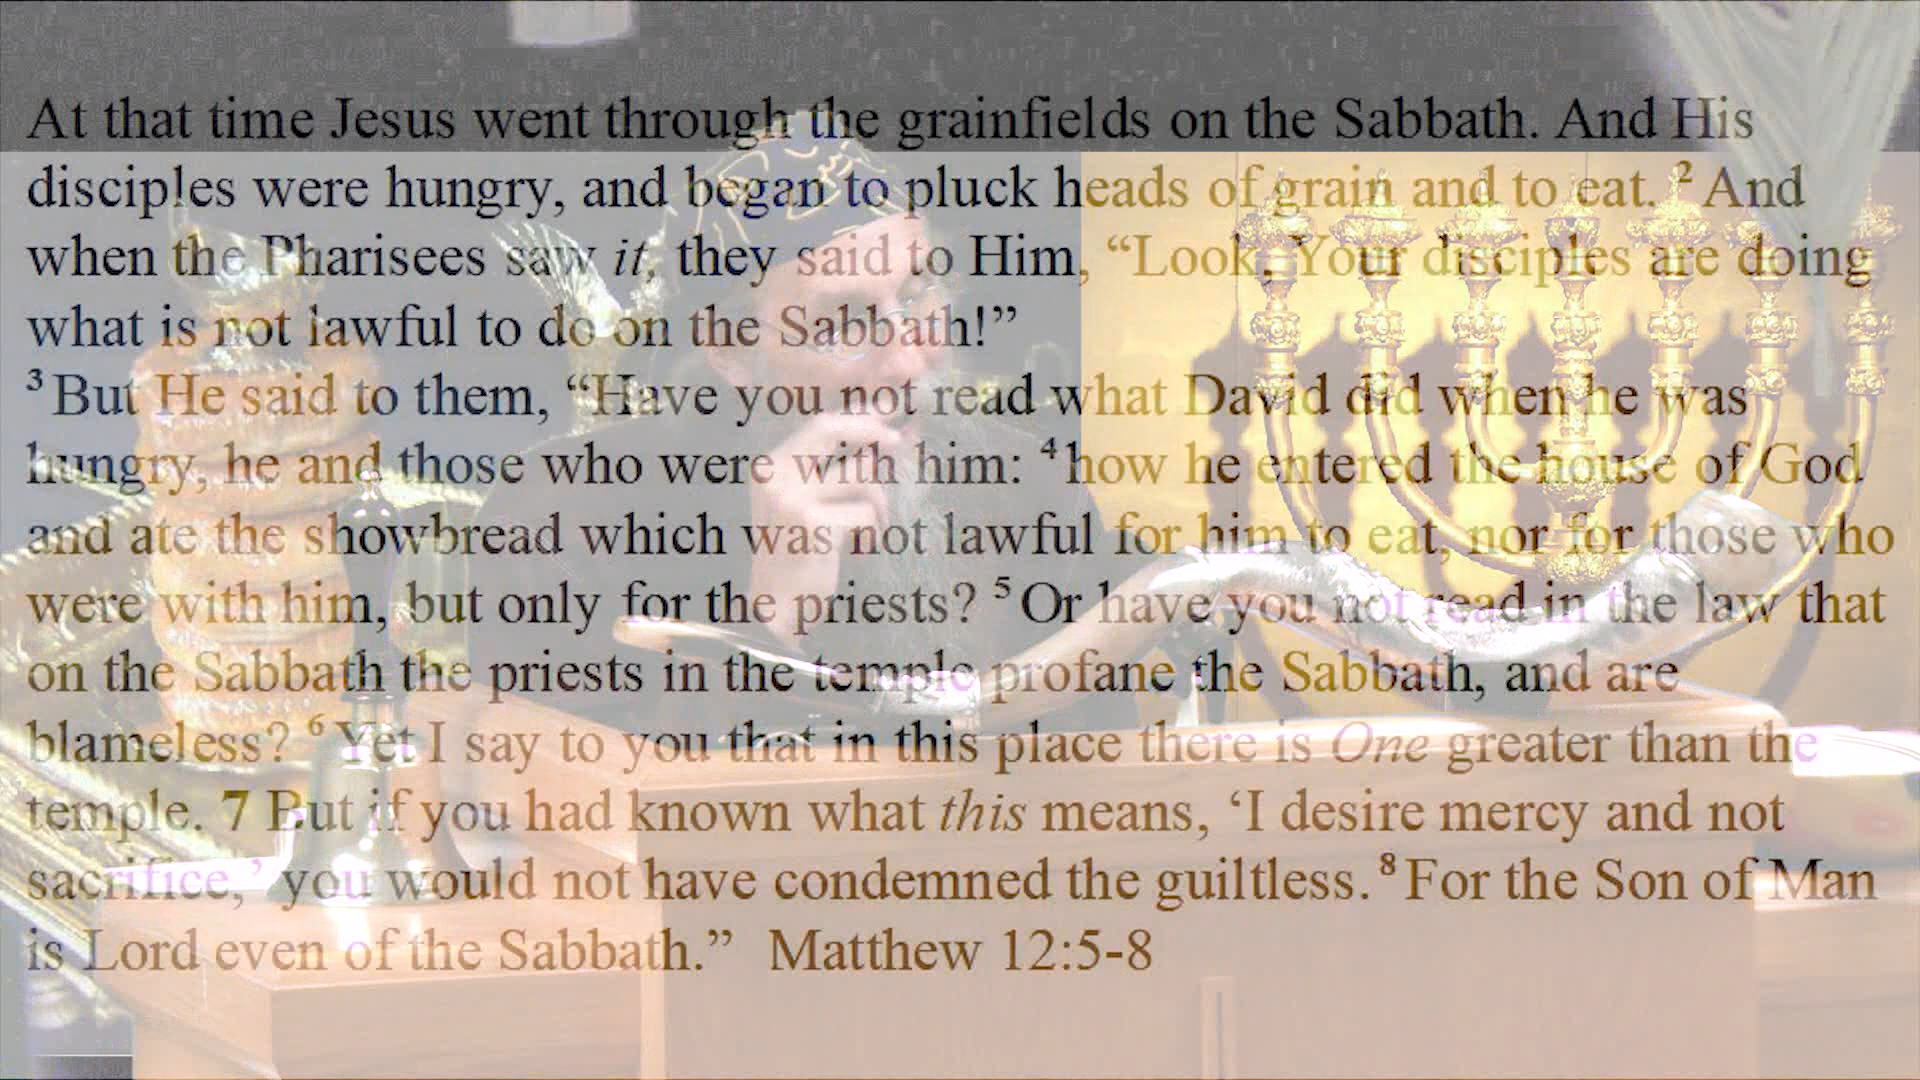 At that time Jesus went through the grainfields on the Sabbath. And His
disciples were hungry, and began to pluck heads of grain and to eat. ² And
when the Pharisees saw it, they said to Him, “Look, Your disciples are doing
what is not lawful to do on the Sabbath!”
³ But He said to them, “Have you not read what David did when he was
hungry, he and those who were with him: ⁴ how he entered the house of God
and ate the showbread which was not lawful for him to eat, nor for those who
were with him, but only for the priests? ⁵ Or have you not read in the law that
on the Sabbath the priests in the temple profane the Sabbath, and are
blameless? ⁶ Yet I say to you that in this place there is One greater than the
temple. 7 But if you had known what this means, ‘I desire mercy and not
sacrifice,’ you would not have condemned the guiltless. ⁸ For the Son of Man
is Lord even of the Sabbath.”  Matthew 12:5-8